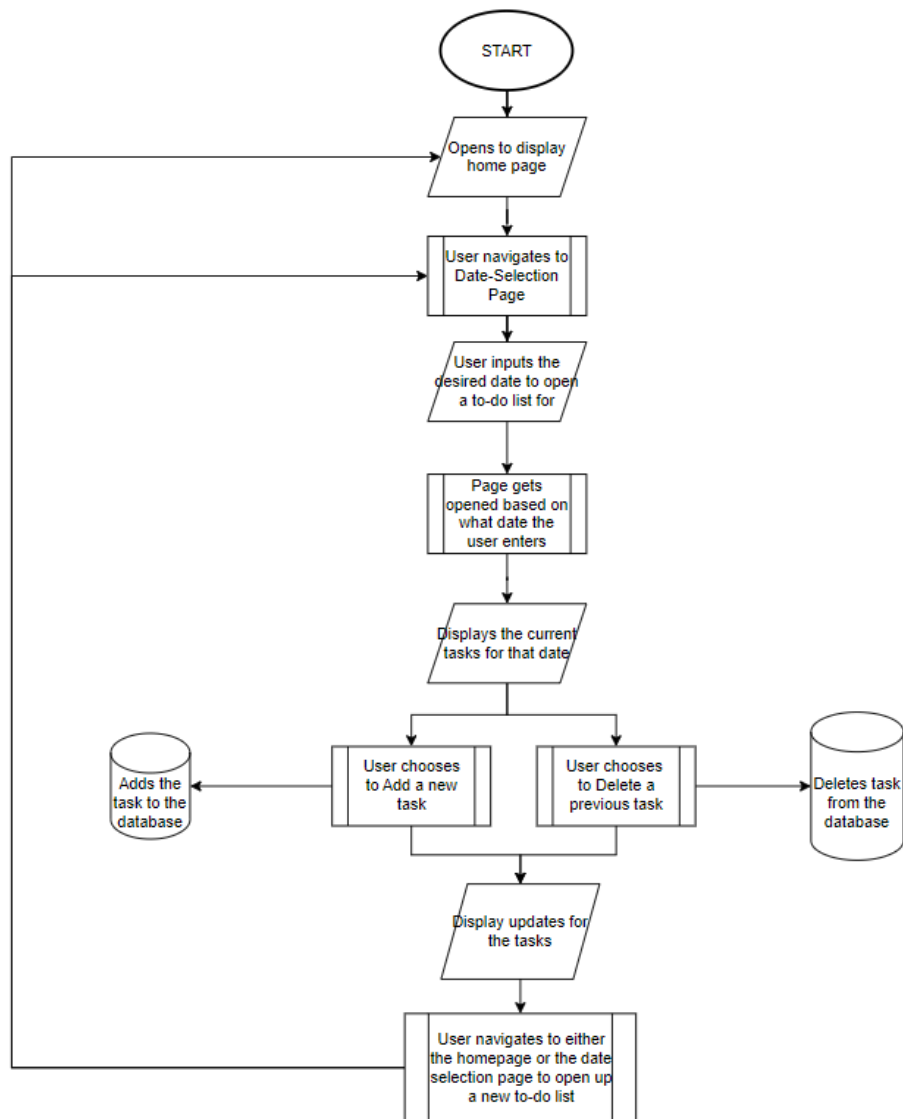 START
Opens to display
home page
User navigates to
Date-Selection
Page
User inputs the
desired date to open
a to-do list for
Page gets
opened based on
what date the
user enters
Displays the current
tasks for that date
Adds the
task to the
database
User chooses
to Add a new
task
User chooses
to Delete a
previous task
Deletes task
from the
database
Display updates for
the tasks
User navigates to either
the homepage or the date
selection page to open up
a new to-do list